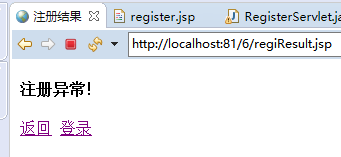 注册结果 register.jsp RegisterServlet.ja
http://localhost:81/6/regiResult.jsp
注册异常!
返回 登录